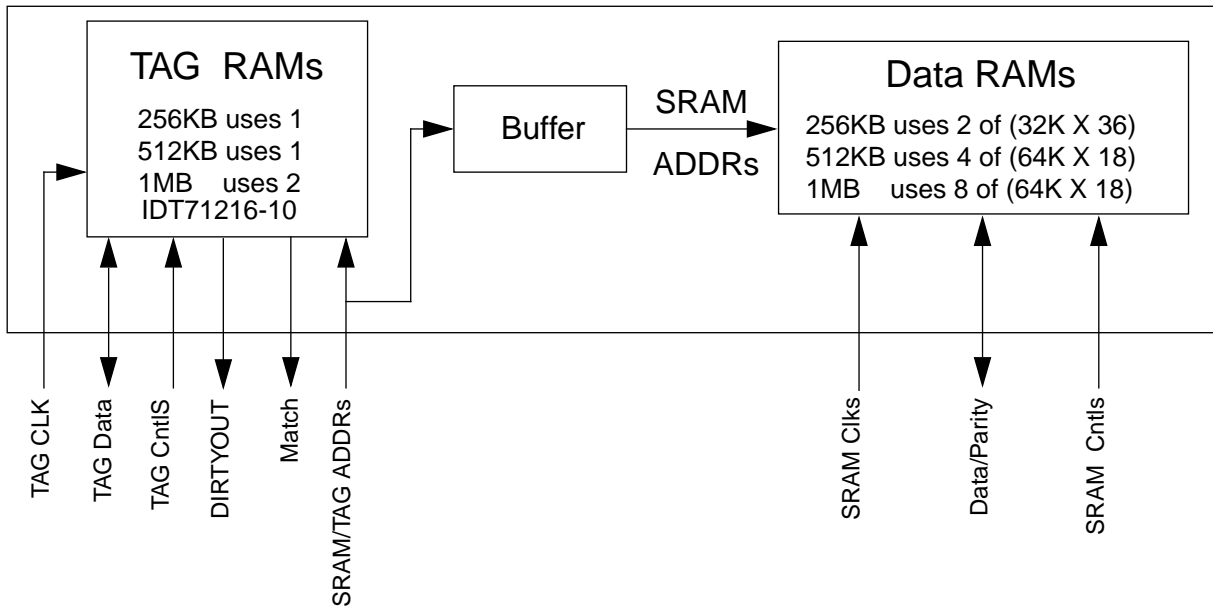 TAG RAMs
256KB uses 1
512KB uses 1
1MB uses 2
IDT71216-10
Buffer
SRAM
ADDRs
Data RAMs
256KB uses 2 of (32K X 36)
512KB uses 4 of (64K X 18)
1MB uses 8 of (64K X 18)
TAG CLK
TAG Data
TAG CntlS
DIRTYOUT
Match
SRAM/TAG ADDRs
SRAM Clks
Data/Parity
SRAM Cntls